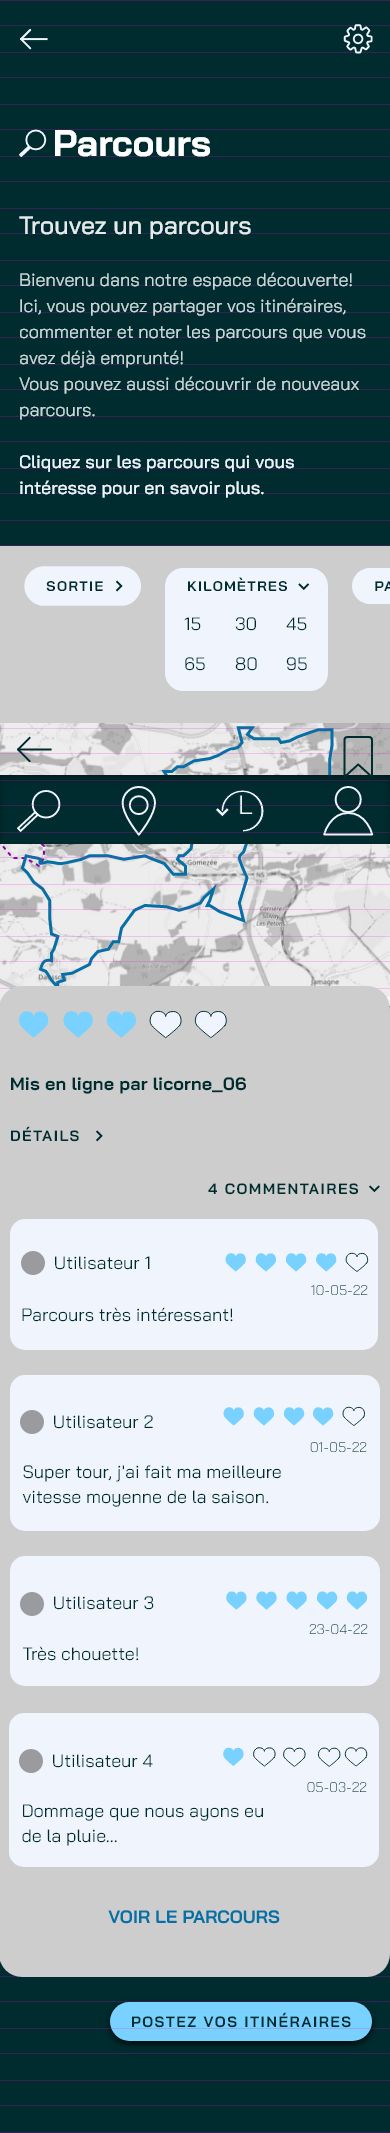 Parcours
Trouvez un parcours
Bienvenu dans notre espace découverte!
Ici, vous pouvez partager vos itinéraires,
commenter et noter les parcours que vous
avez déjà emprunté!
Vous pouvez aussi découvrir de nouveaux
parcours.
Cliquez sur les parcours qui vous
intéresse pour en savoir plus.
SORTIE
KILOMÈTRES
15 30 45
65 80 95
Gomezée
Jamagne
Mis en ligne par licorne_06
DÉTAILS
4 COMMENTAIRES
Utilisateur 1
10-05-22
Parcours très intéressant!
Utilisateur 2
01-05-22
Super tour, j'ai fait ma meilleure
vitesse moyenne de la saison.
Utilisateur 3
23-04-22
Très chouette!
Utilisateur 4
05-03-22
Dommage que nous ayons eu
de la pluie...
VOIR LE PARCOURS
POSTEZ VOS ITINÉRAIRES